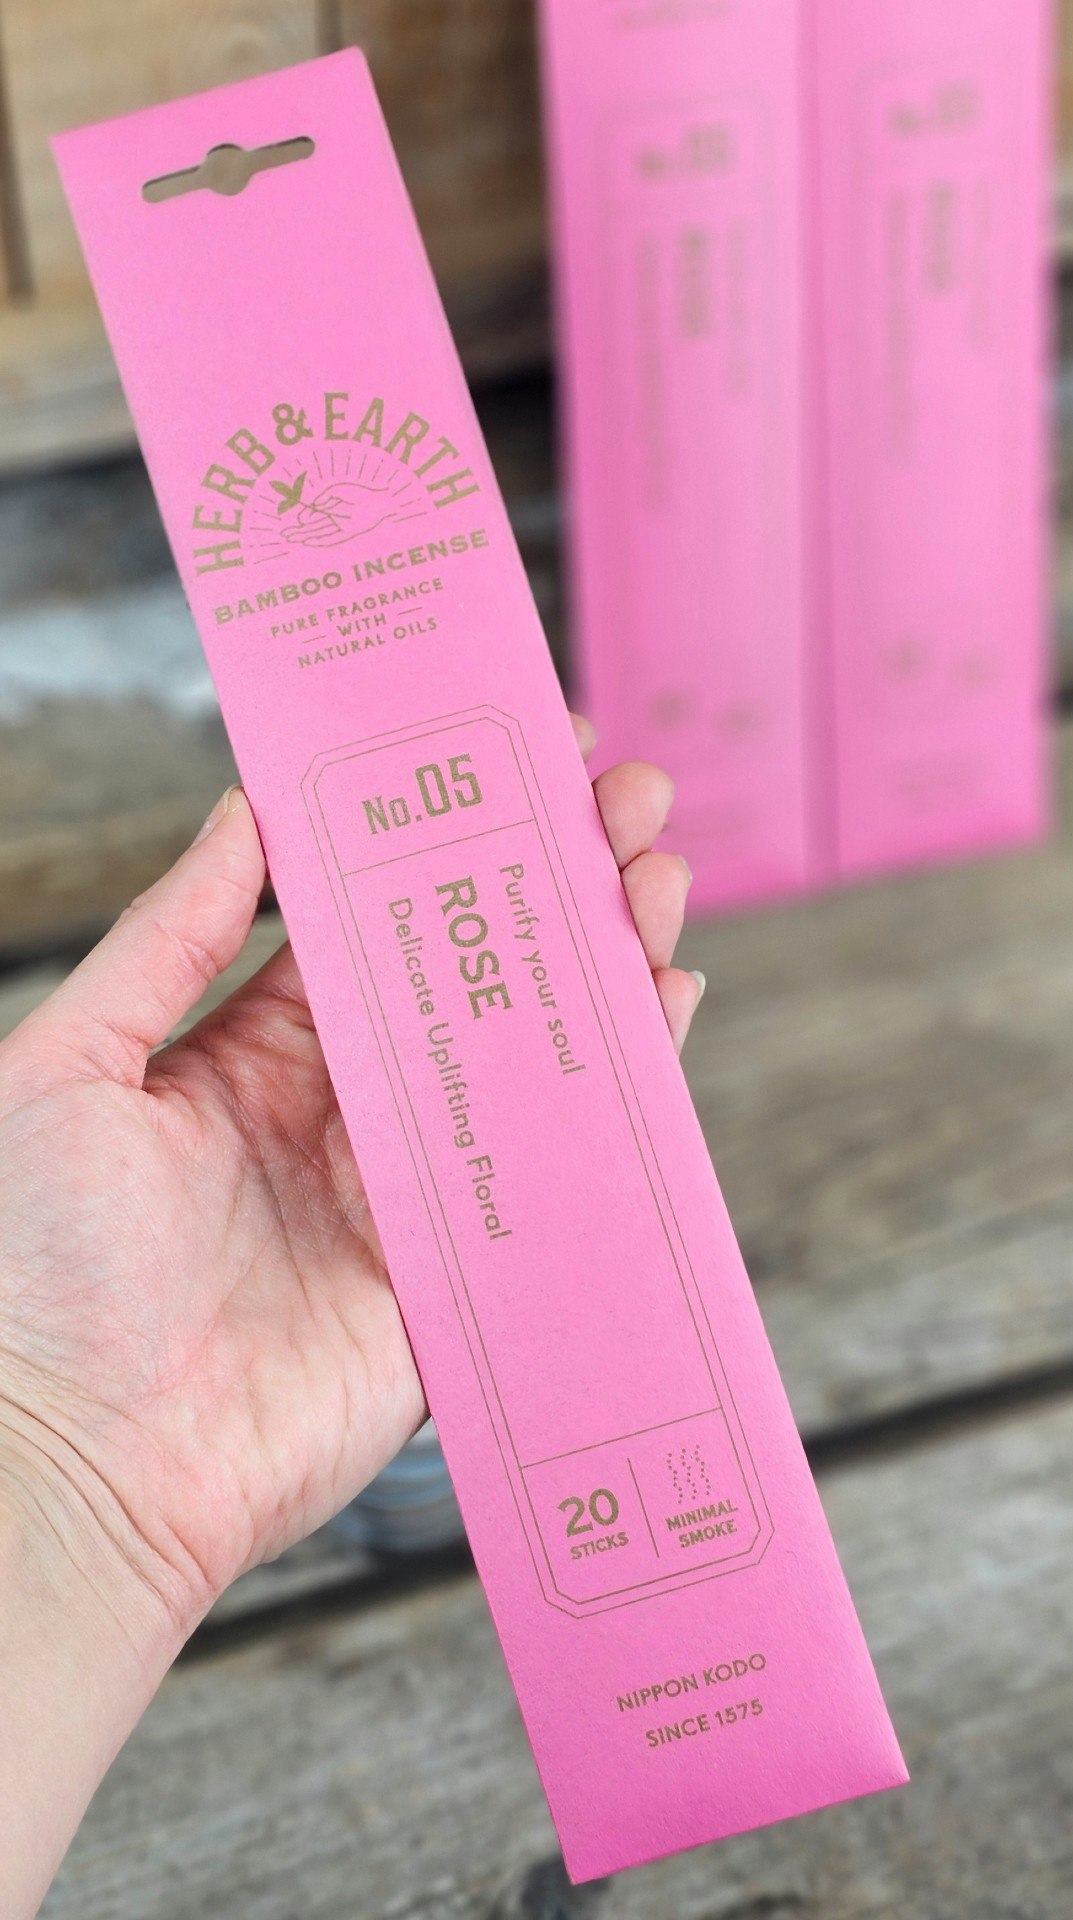 HERB & EARTH
BAMBOO INCENSE
PURE FRAGRANCE
WITH
NATURAL OILS
No.05
Purify your soul
ROSE
Delicate Uplifting Floral
20
STICKS
MINIMAL
SMOKE
NIPPON KODO
SINCE 1575